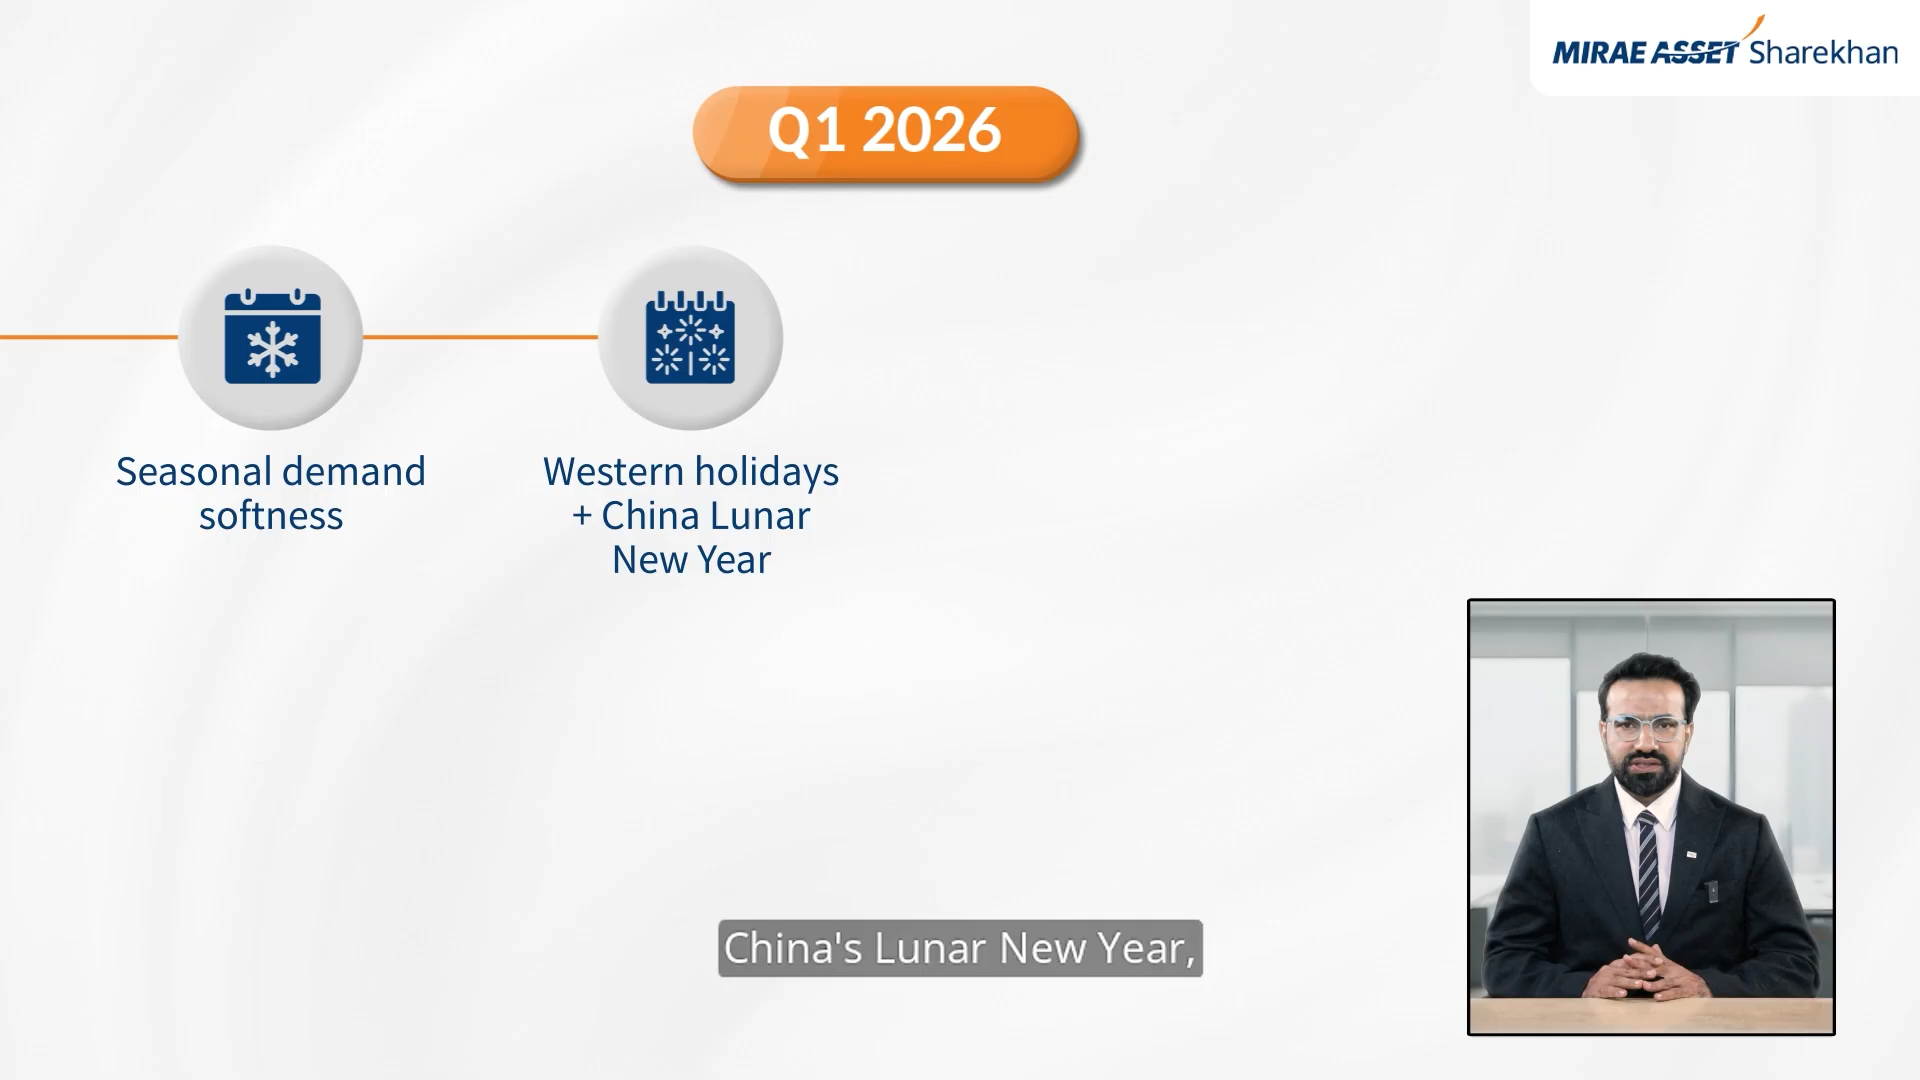 MIRAE ASSET Sharekhan
Q1 2026
Seasonal demand
softness
Western holidays
+ China Lunar
New Year
China's Lunar New Year,